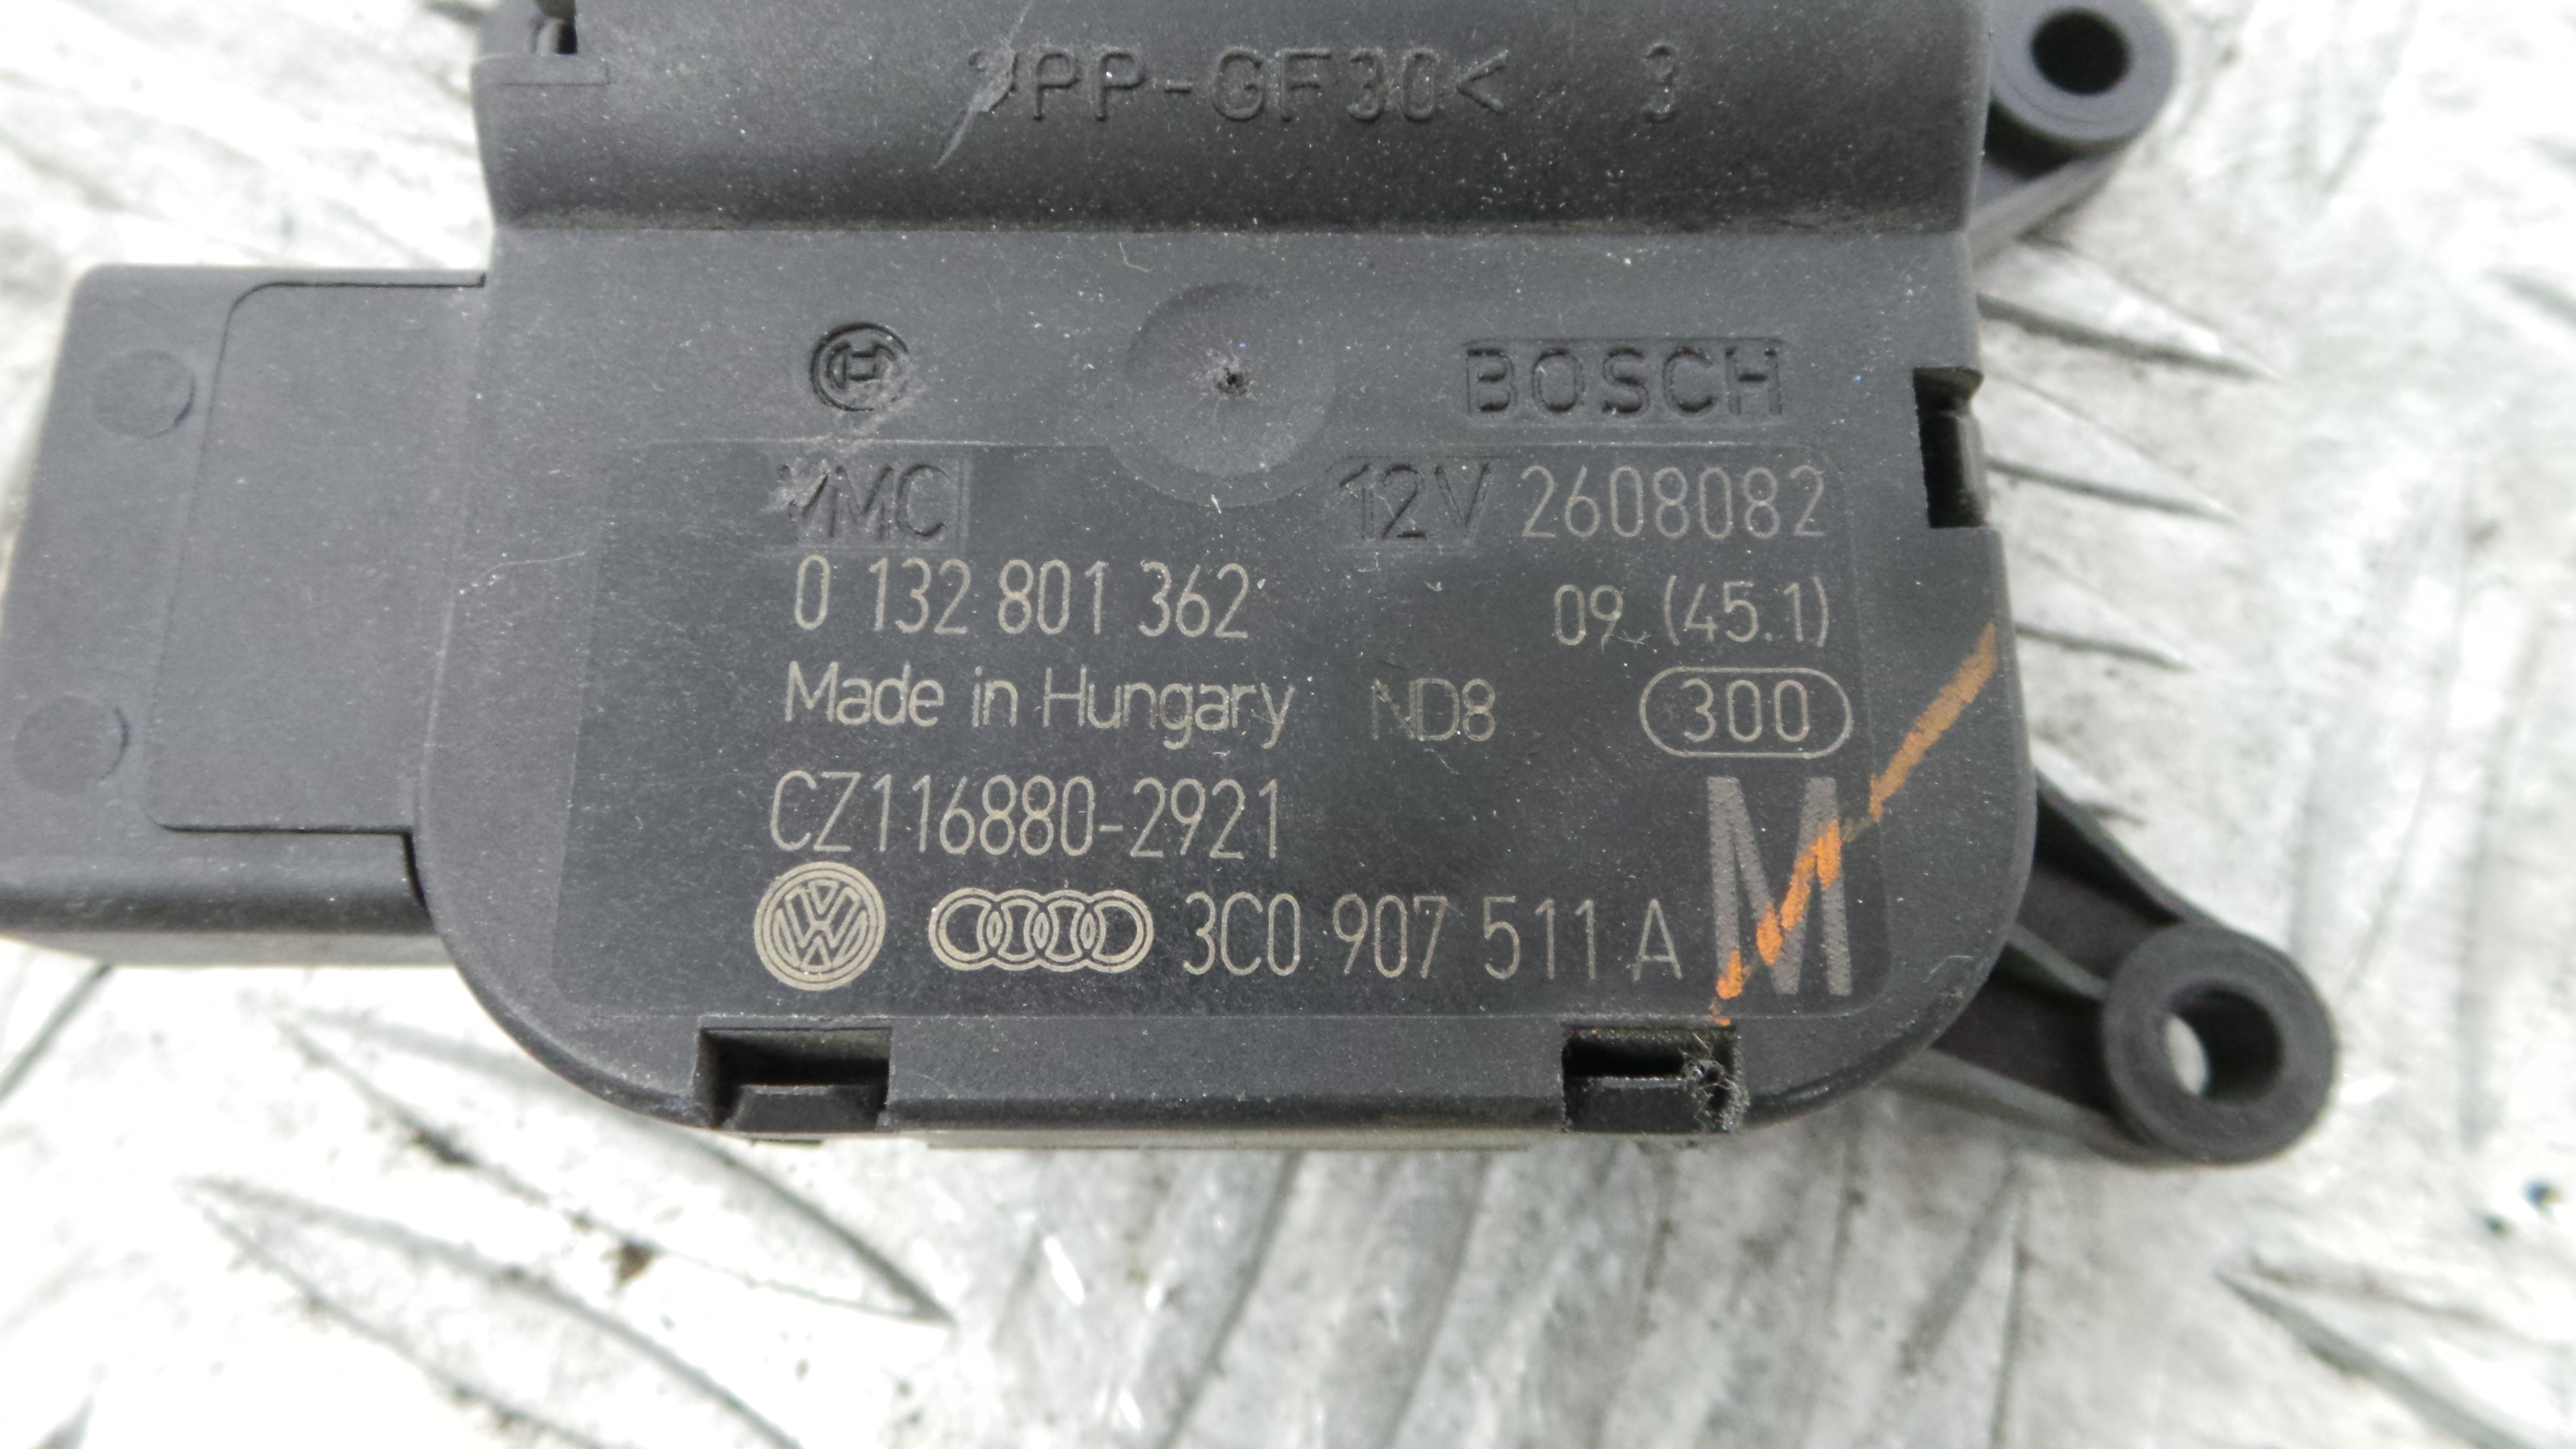 PP-GF30< 3
BOSCH
MC 12V 2608082
0 132 801 362 09 (45.1)
Made in Hungary ND8 300
CZ116880-2921
3C0 907 511 A M